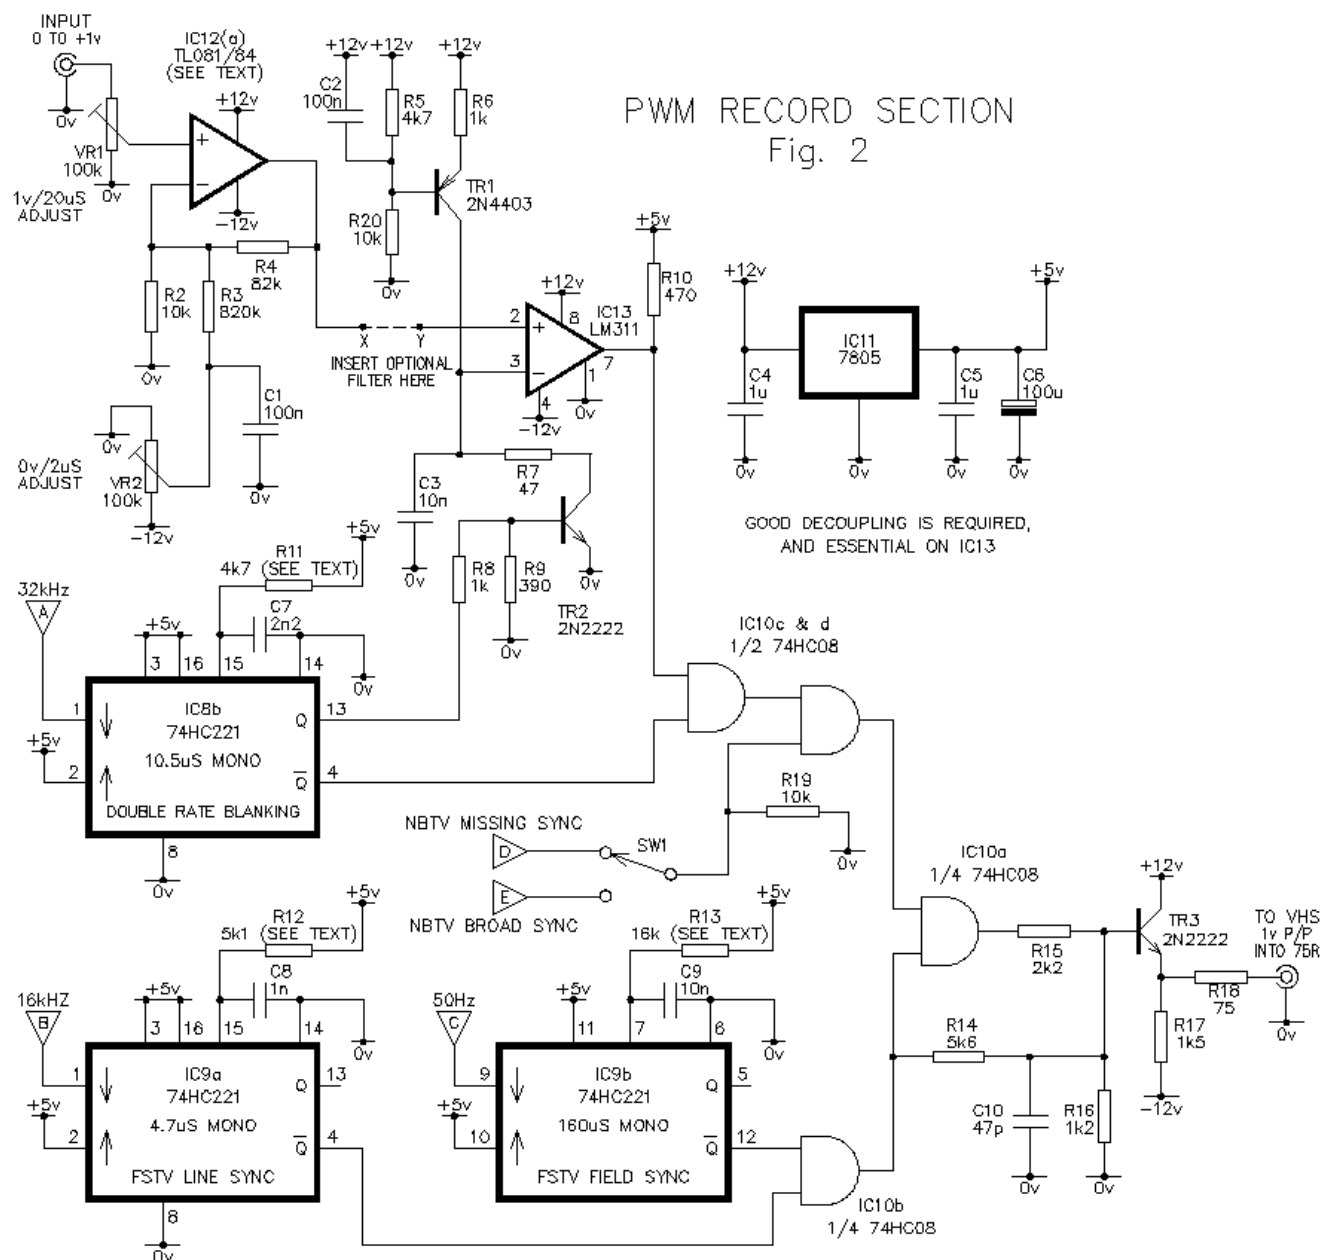 INPUT
0 TO +1v
0v
VR1
100k
0v
1v/20uS
ADJUST
IC12(a)
TL081/84
(SEE TEXT)
+12v
+
−
-12v
R4
82k
R2
10k
0v
R3
820k
C1
100n
0v
0v
0v/2uS
ADJUST
VR2
100k
-12v
+12v
+12v
+12v
C2
100n
R5
4k7
R6
1k
TR1
2N4403
R20
10k
0v
PWM RECORD SECTION
Fig. 2
X
Y
INSERT OPTIONAL
FILTER HERE
+12v
IC13
LM311
2
+
8
3
−
7
1
4
0v
-12v
+5v
R10
470
+12v
IC11
7805
+5v
C4
1u
C5
1u
C6
100u
0v
0v
0v
0v
GOOD DECOUPLING IS REQUIRED,
AND ESSENTIAL ON IC13
C3
10n
0v
R7
47
R8
1k
R9
390
0v
0v
TR2
2N2222
32kHz
A
+5v
R11
4k7 (SEE TEXT)
+5v
C7
2n2
0v
3
16
15
14
1
IC8b
74HC221
10.5uS MONO
Q
13
+5v
2
Q
4
DOUBLE RATE BLANKING
8
0v
IC10c & d
1/2 74HC08
R19
10k
0v
NBTV MISSING SYNC
D
SW1
E
NBTV BROAD SYNC
IC10a
1/4 74HC08
+12v
TR3
2N2222
TO VHS
1v P/P
INTO 75R
R15
2k2
R18
75
0v
R17
1k5
-12v
R14
5k6
C10
47p
R16
1k2
0v
0v
16kHZ
B
+5v
R12
5k1 (SEE TEXT)
+5v
C8
1n
0v
3
16
15
14
1
IC9a
74HC221
4.7uS MONO
Q
13
+5v
2
Q
4
FSTV LINE SYNC
8
0v
50Hz
C
+5v
R13
16k (SEE TEXT)
+5v
C9
10n
0v
11
7
6
9
IC9b
74HC221
160uS MONO
Q
5
+5v
10
Q
12
FSTV FIELD SYNC
IC10b
1/4 74HC08